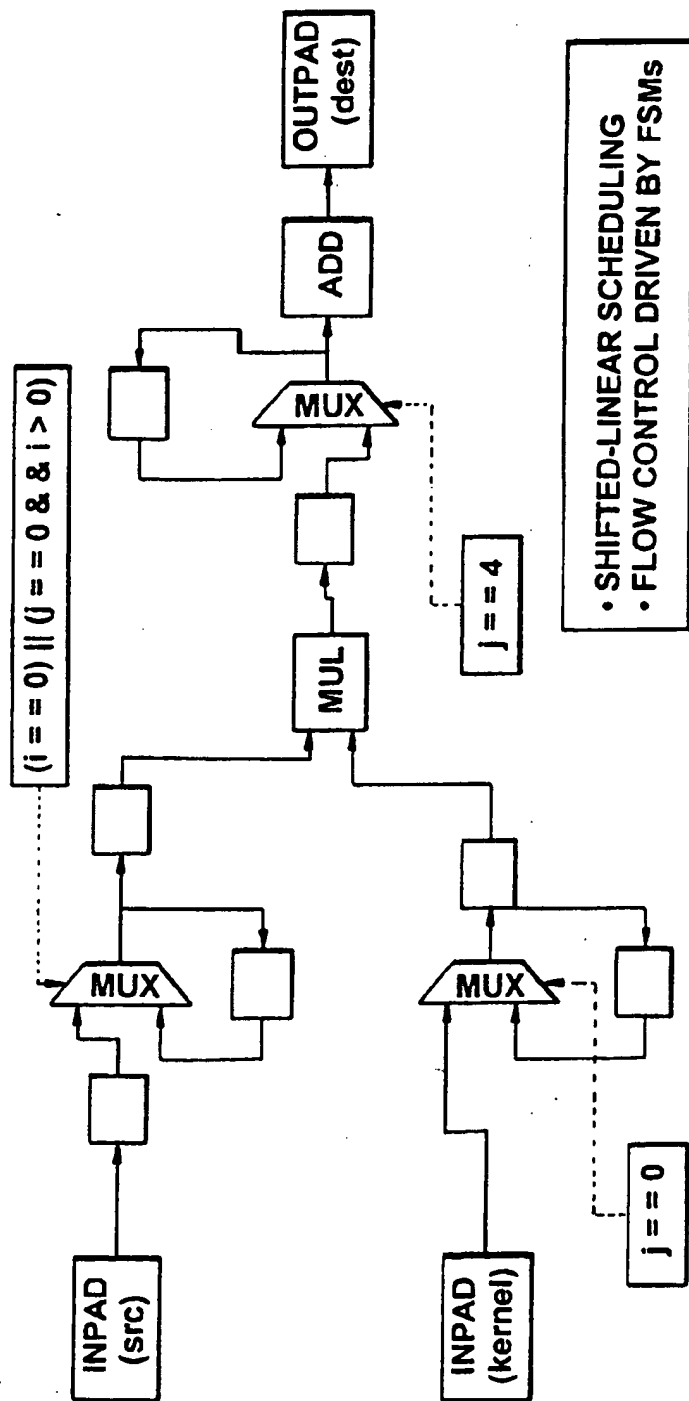 INPAD
(src)
(i = = 0) || (j = = 0 & & i > 0)
MUX
INPAD
(kernel)
j = = 0
MUX
MUL
j = = 4
MUX
ADD
OUTPAD
(dest)
• SHIFTED-LINEAR SCHEDULING
• FLOW CONTROL DRIVEN BY FSMs